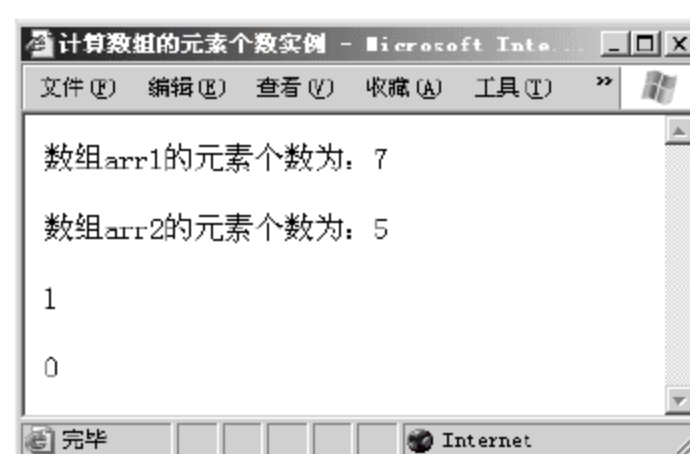 计算数组的元素个数实例 - Microsoft Inte...
文件(F) 编辑(E) 查看(V) 收藏(A) 工具(T) »
数组arr1的元素个数为：7
数组arr2的元素个数为：5
1
0
完毕 Internet